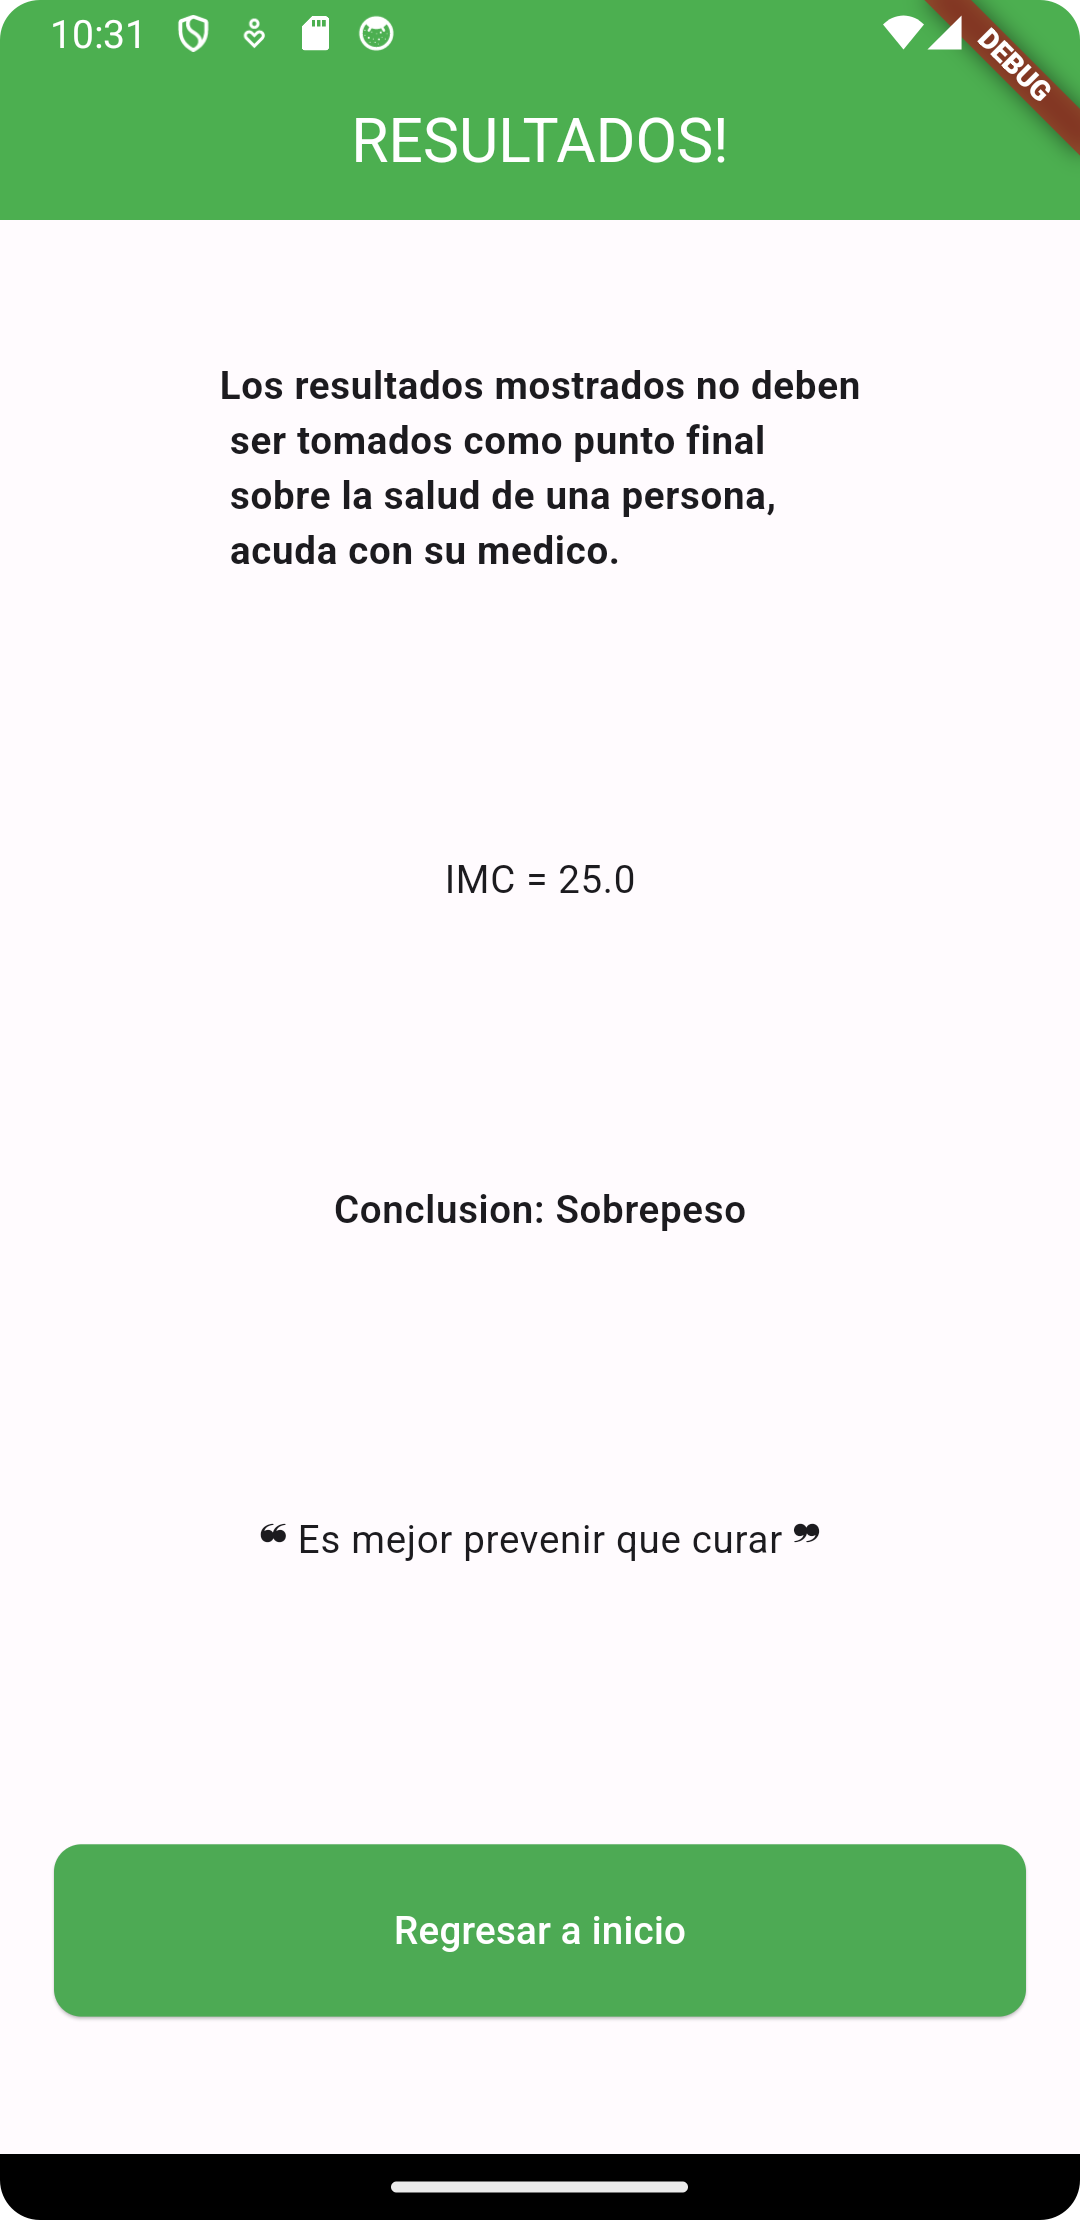 10:31
DEBUG
RESULTADOS!
Los resultados mostrados no deben
ser tomados como punto final
sobre la salud de una persona,
acuda con su medico.
IMC = 25.0
Conclusion: Sobrepeso
❝ Es mejor prevenir que curar ❞
Regresar a inicio